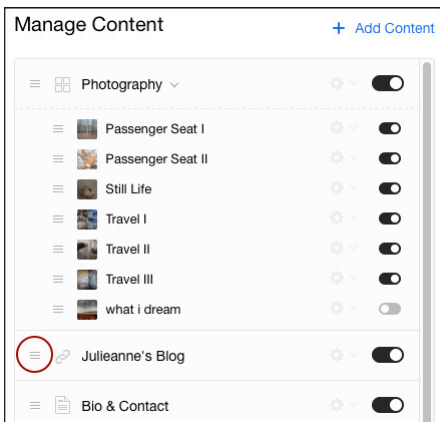 Manage Content
+ Add Content
Photography
Passenger Seat I
Passenger Seat II
Still Life
Travel I
Travel II
Travel III
what i dream
Julieanne's Blog
Bio & Contact